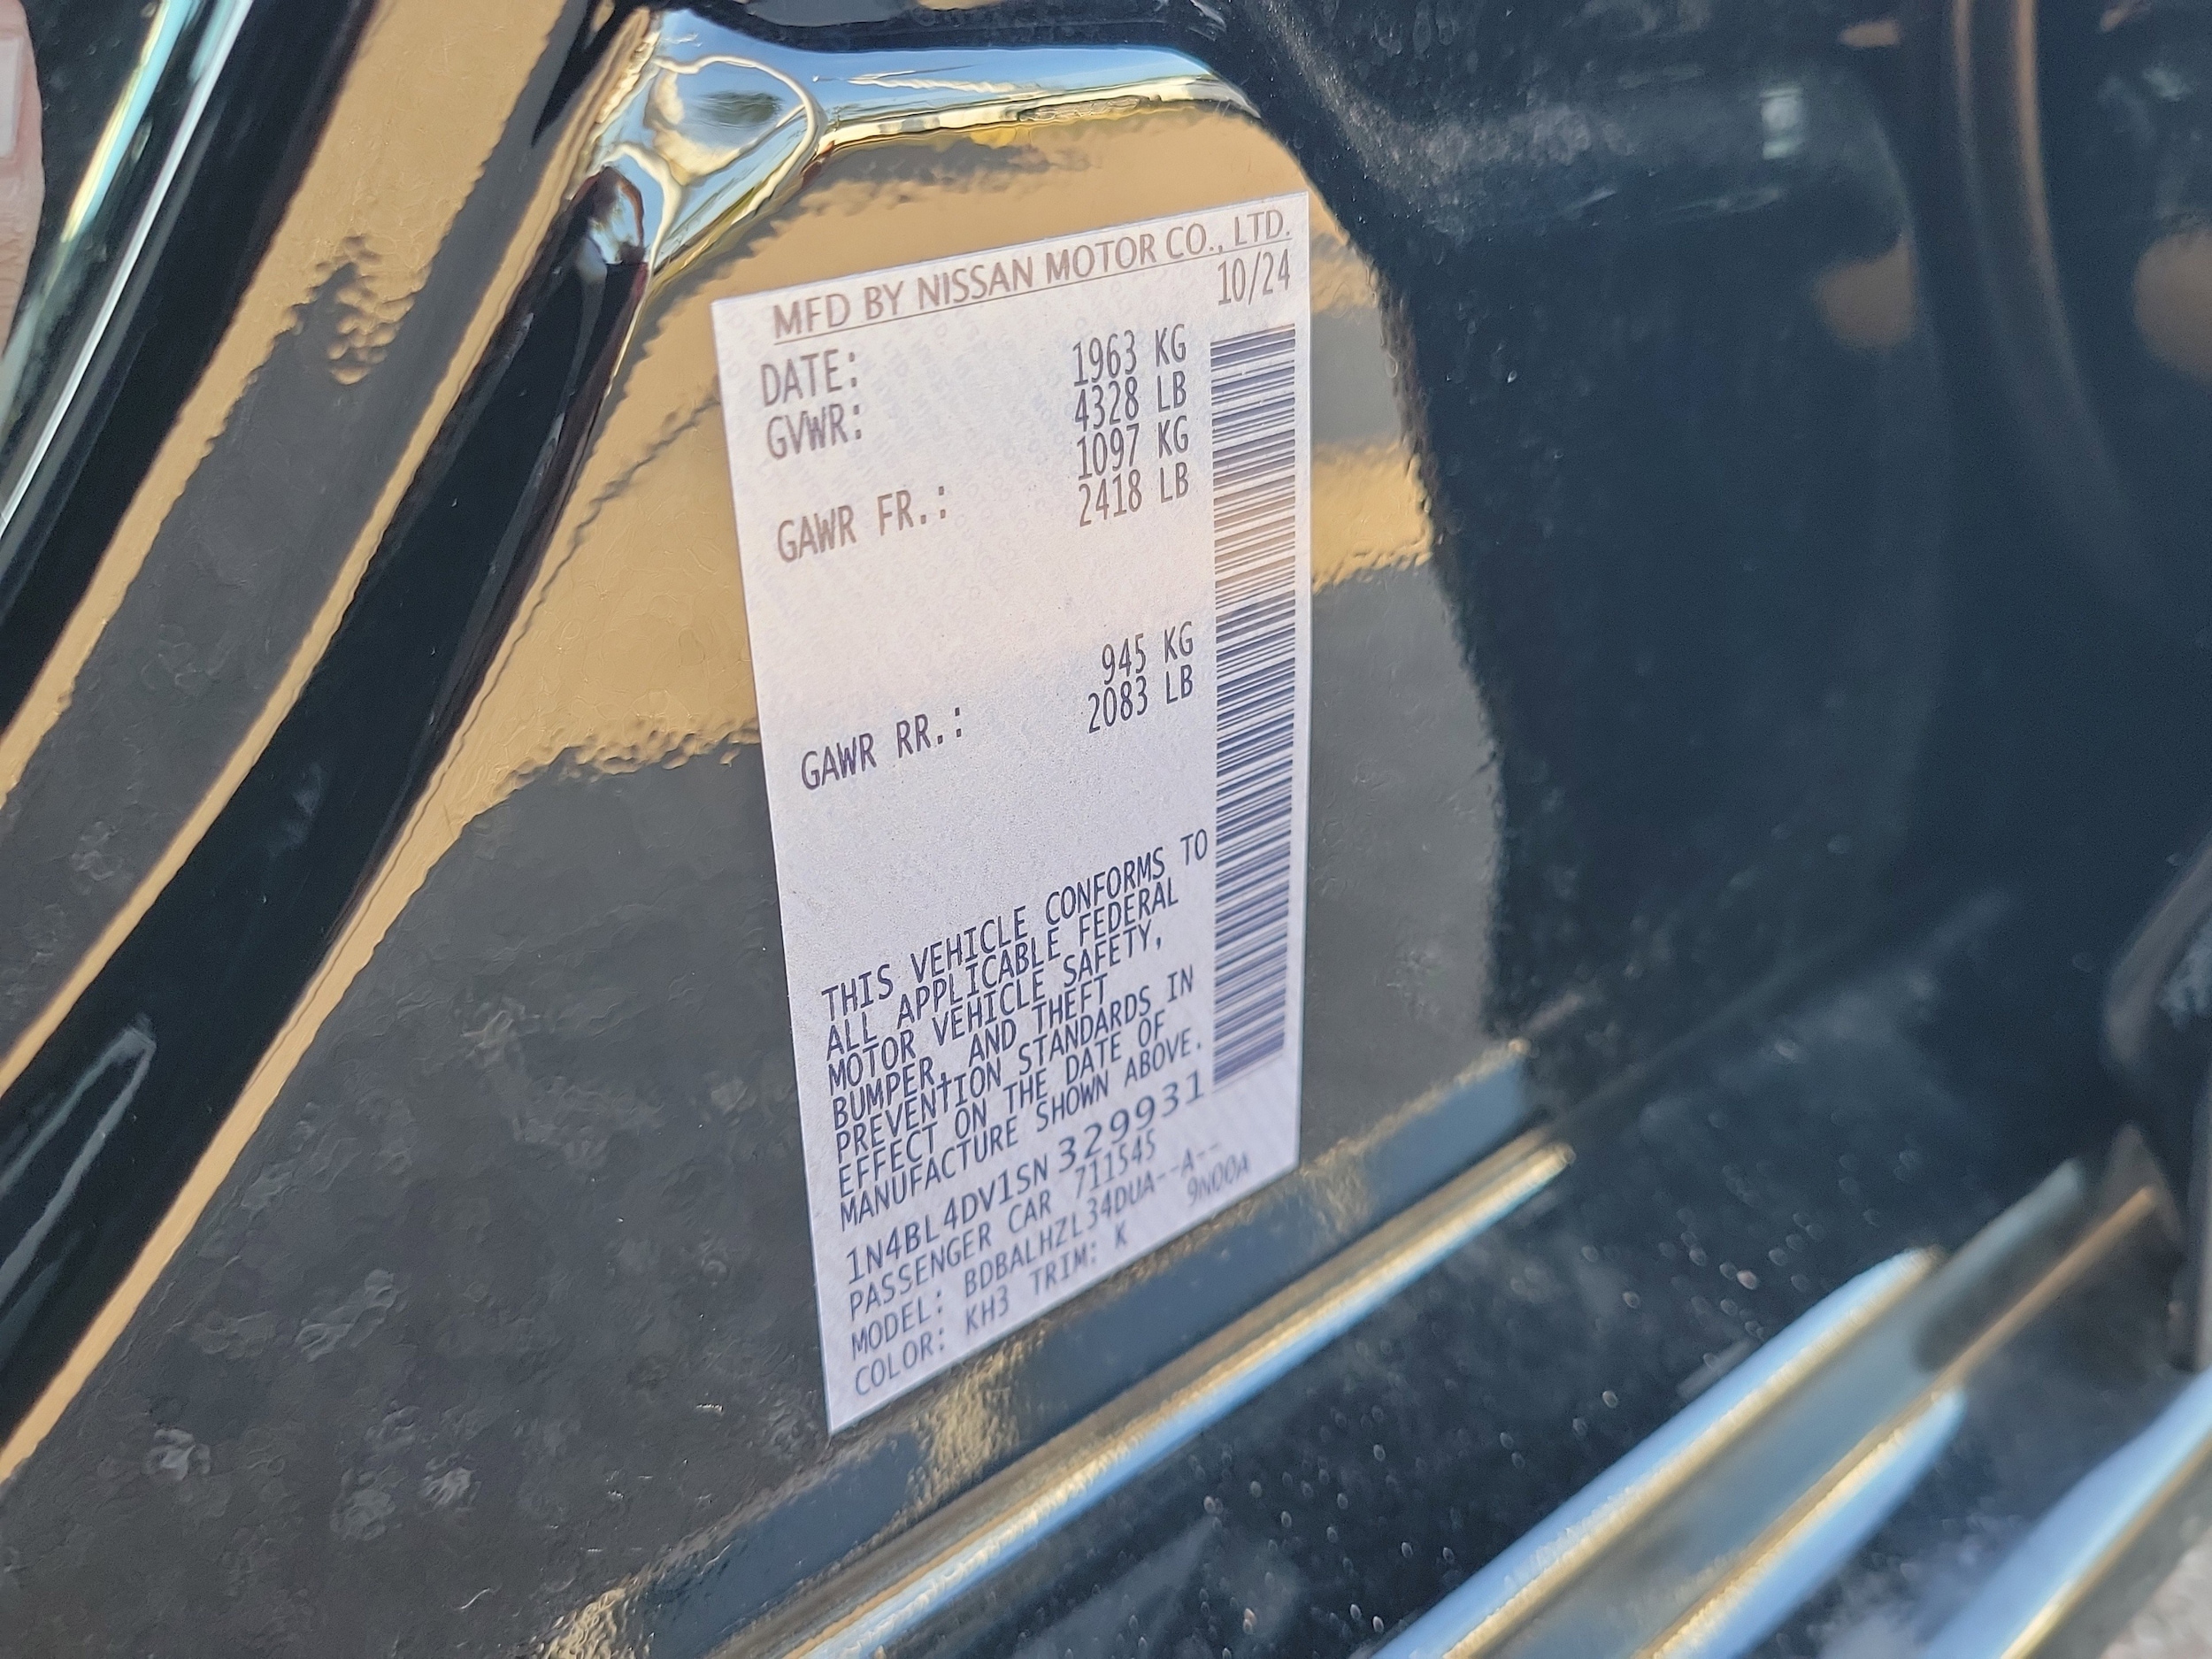 MFD BY NISSAN MOTOR CO., LTD.
DATE: 10/24
GVWR: 1963 KG
4328 LB
GAWR FR.: 1097 KG
2418 LB
GAWR RR.: 945 KG
2083 LB
THIS VEHICLE CONFORMS TO
ALL APPLICABLE FEDERAL
MOTOR VEHICLE SAFETY,
BUMPER, AND THEFT
PREVENTION STANDARDS IN
EFFECT ON THE DATE OF
MANUFACTURE SHOWN ABOVE.
1N4BL4DV1SN 329931
PASSENGER CAR 711545
MODEL: BDBALHZL34DUA--A--
COLOR: KH3 TRIM: K 9N00A